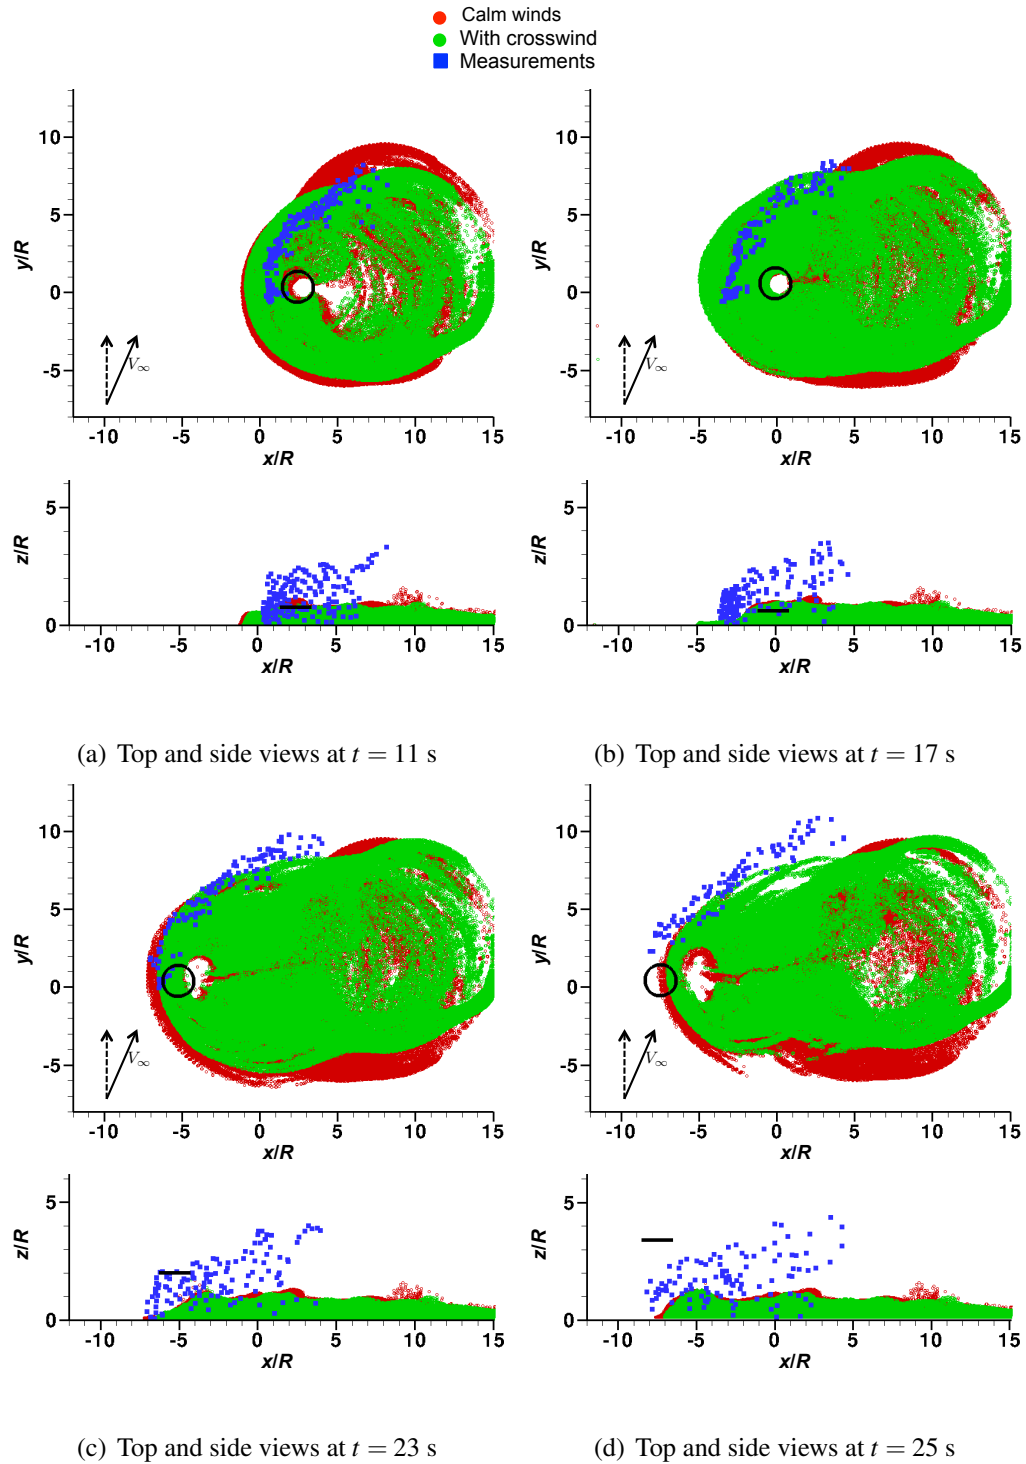 Calm winds
With crosswind
Measurements
10
5
0
-5
y/R
V∞
-10 -5 0 5 10 15
x/R
5
0
z/R
-10 -5 0 5 10 15
x/R
(a) Top and side views at t = 11 s
10
5
0
-5
y/R
V∞
-10 -5 0 5 10 15
x/R
5
0
z/R
-10 -5 0 5 10 15
x/R
(b) Top and side views at t = 17 s
10
5
0
-5
y/R
V∞
-10 -5 0 5 10 15
x/R
5
0
z/R
-10 -5 0 5 10 15
x/R
(c) Top and side views at t = 23 s
10
5
0
-5
y/R
V∞
-10 -5 0 5 10 15
x/R
5
0
z/R
-10 -5 0 5 10 15
x/R
(d) Top and side views at t = 25 s